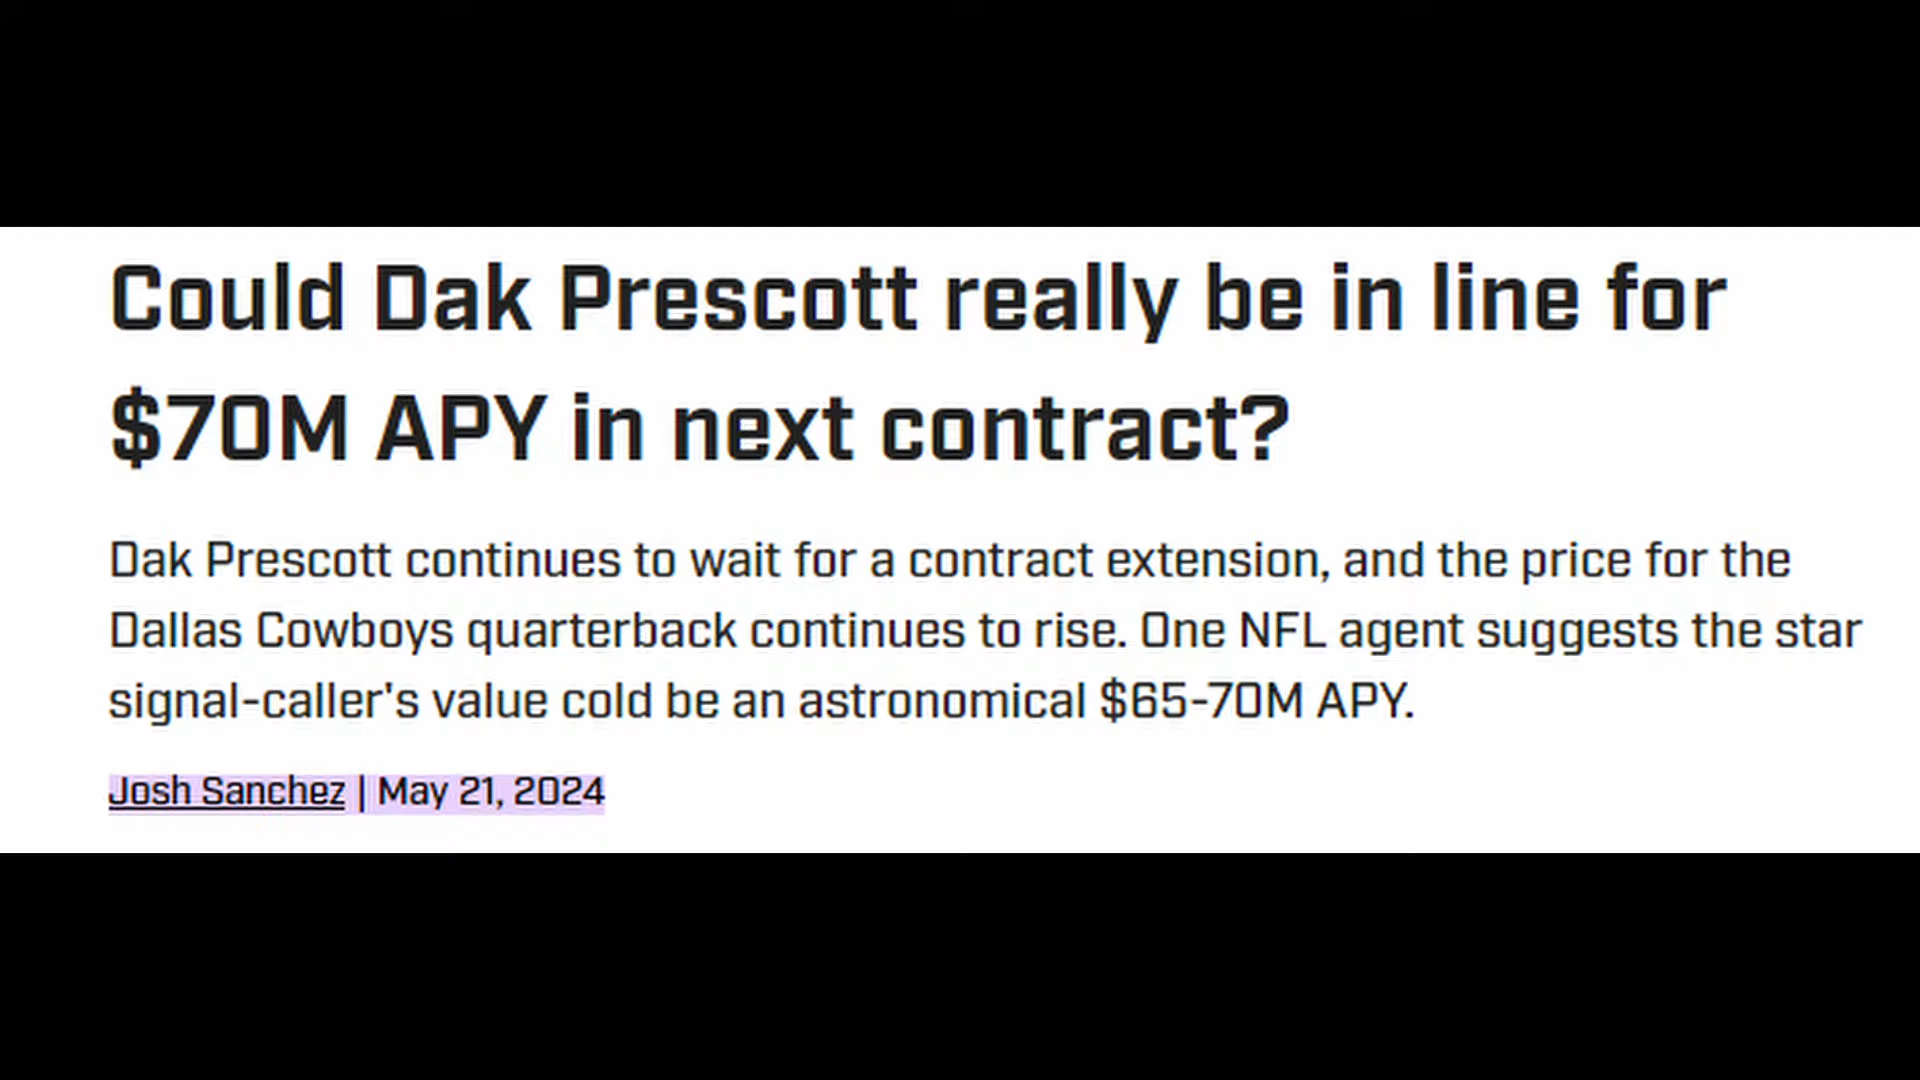 Could Dak Prescott really be in line for
$70M APY in next contract?
Dak Prescott continues to wait for a contract extension, and the price for the
Dallas Cowboys quarterback continues to rise. One NFL agent suggests the star
signal-caller's value cold be an astronomical $65-70M APY.
Josh Sanchez | May 21, 2024